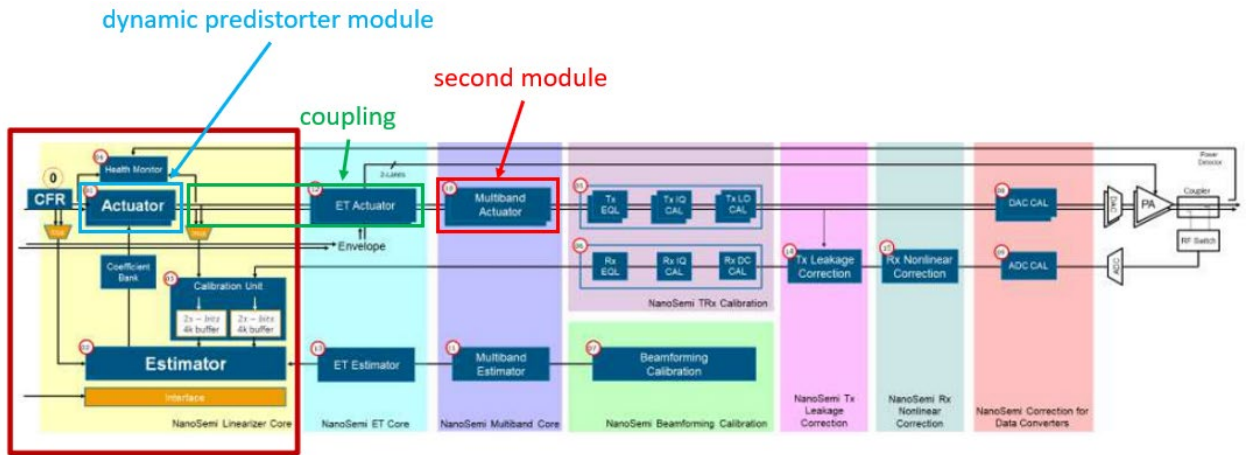 dynamic predistorter module
second module
coupling
Health Monitor
2-LANES
Power
Detector
0
CFR
Actuator
ET Actuator
Multiband
Actuator
Tx
EQL
Tx IQ
CAL
Tx LO
CAL
DAC CAL
DAC
PA
Coupler
Envelope
RF Switch
Coefficient
Bank
Calibration Unit
2x – bits
4k buffer
2x – bits
4k buffer
Rx
EQL
Rx IQ
CAL
Rx DC
CAL
Tx Leakage
Correction
Rx Nonlinear
Correction
ADC CAL
ADC
NanoSemi TRx Calibration
Estimator
ET Estimator
Multiband
Estimator
Beamforming
Calibration
Interface
NanoSemi Linearizer Core
NanoSemi ET Core
NanoSemi Multiband Core
NanoSemi Beamforming Calibration
NanoSemi Tx
Leakage
Correction
NanoSemi Rx
Nonlinear
Correction
NanoSemi Correction for
Data Converters